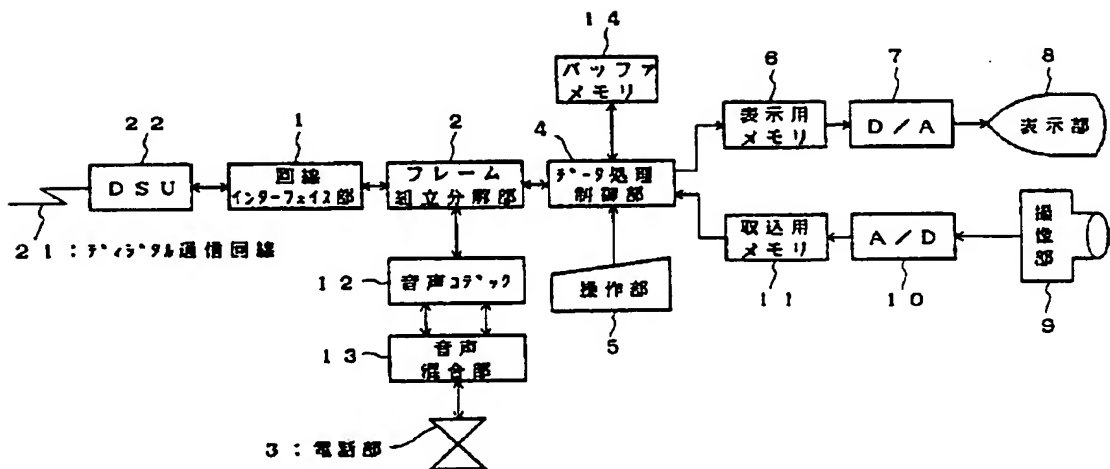 14
バッファ
メモリ
6
7
8
22
1
2
4
表示用
メモリ
D/A
表示部
DSU
回線
インターフェイス部
フレーム
組立分解部
データ処理
制御部
21:ディジタル通信回線
取込用
メモリ
A/D
撮像部
12
音声コデック
操作部
11
10
9
5
13
音声
混合部
3:電話部